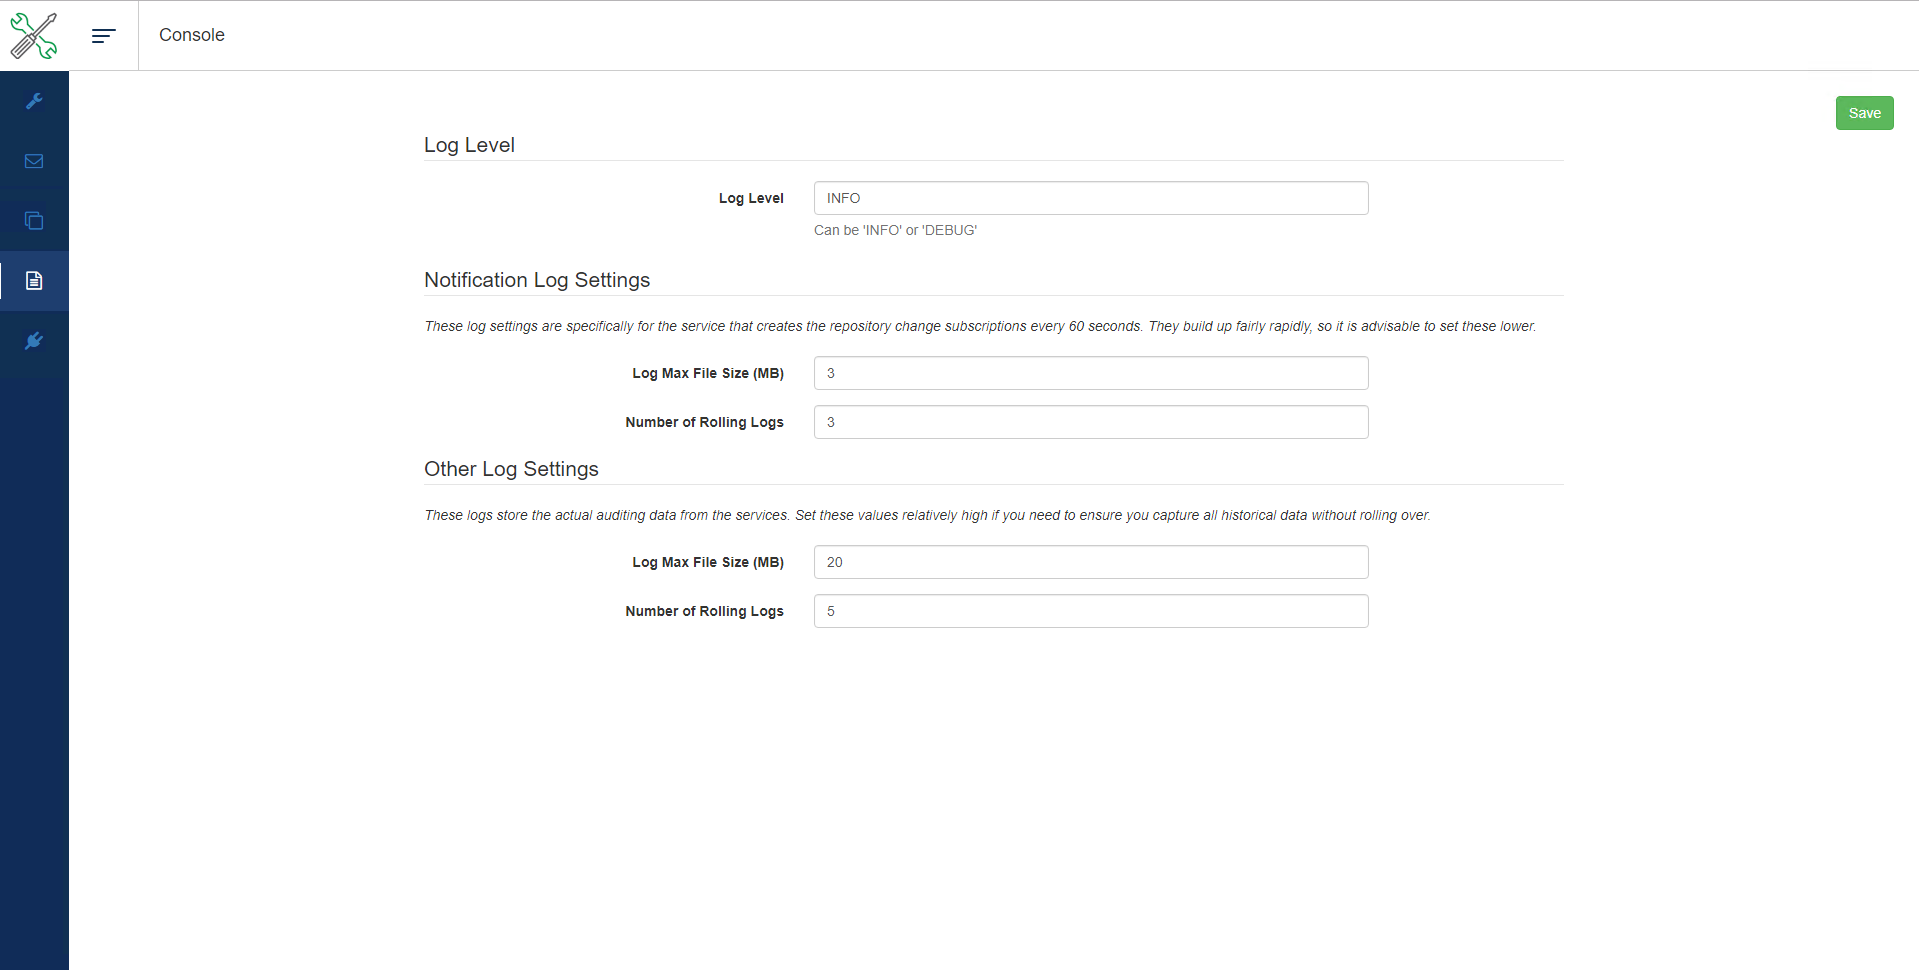 Console
Save
Log Level
Log Level
INFO
Can be 'INFO' or 'DEBUG'
Notification Log Settings
These log settings are specifically for the service that creates the repository change subscriptions every 60 seconds. They build up fairly rapidly, so it is advisable to set these lower.
Log Max File Size (MB)
3
Number of Rolling Logs
3
Other Log Settings
These logs store the actual auditing data from the services. Set these values relatively high if you need to ensure you capture all historical data without rolling over.
Log Max File Size (MB)
20
Number of Rolling Logs
5